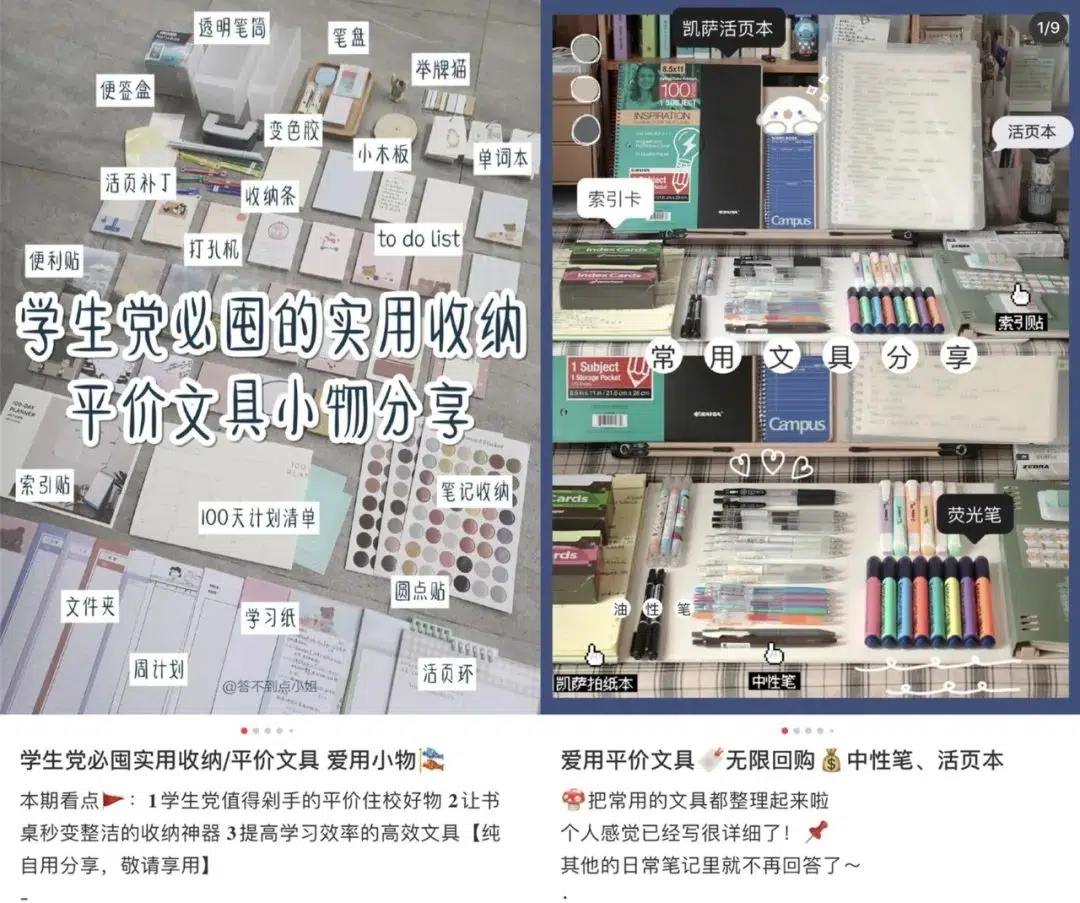 透明笔筒
笔盘
举牌猫
便签盒
变色胶
小木板
单词本
活页补丁
收纳条
打孔机
to do list
便利贴
学生党必囤的实用收纳
平价文具小物分享
索引贴
笔记收纳
100天计划清单
圆点贴
文件夹
学习纸
周计划
@答不到点小姐
活页环
学生党必囤实用收纳/平价文具 爱用小物
本期看点：1学生党值得剁手的平价住校好物 2让书
桌秒变整洁的收纳神器 3提高学习效率的高效文具【纯
自用分享，敬请享用】
-
凯萨活页本
1/9
8.5x11
100
1 SUBJECT
INSPIRATION
活页本
索引卡
1 Subject
Campus
Index Cards
Index Cards
ZEBRA
索引贴
常用文具分享
1 Subject
1 Storage Pocket
Campus
ZEBRA
荧光笔
油性笔
凯萨拍纸本
中性笔
爱用平价文具 无限回购 中性笔、活页本
把常用的文具都整理起来啦
个人感觉已经写很详细了！
其他的日常笔记里就不再回答了～
.